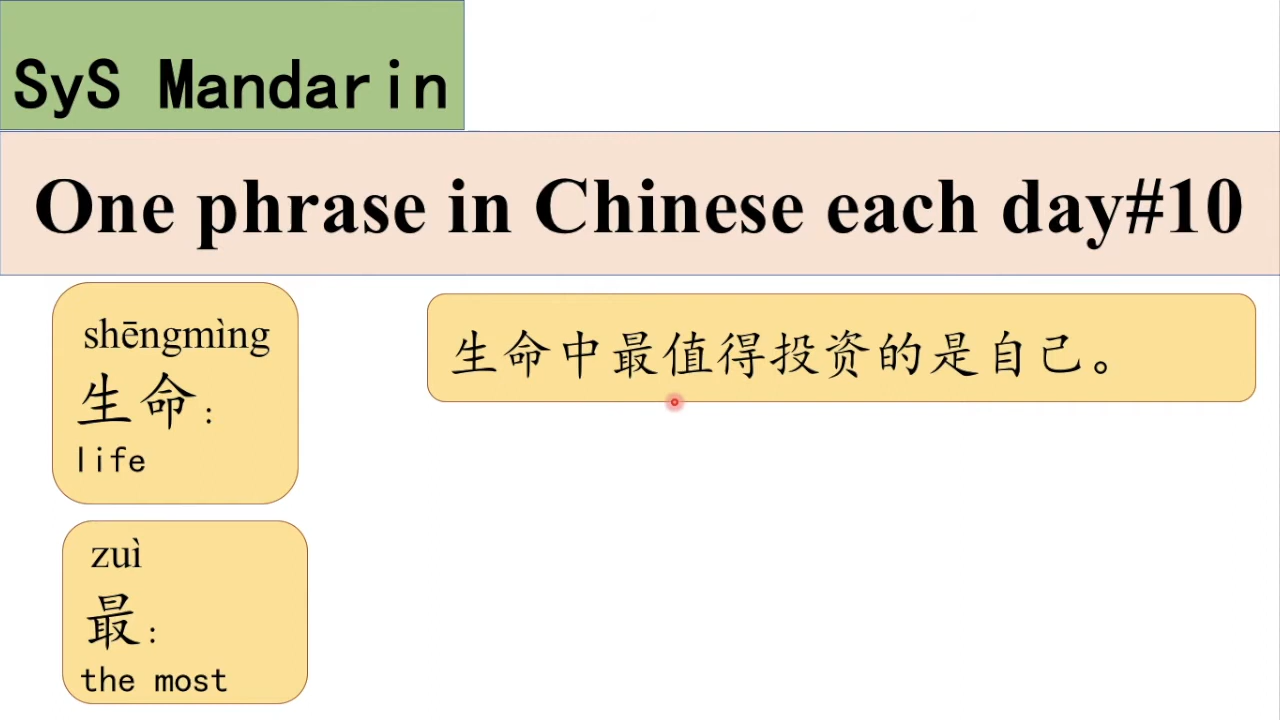 SyS Mandarin
One phrase in Chinese each day#10
shēngmìng
生命：
life
生命中最值得投资的是自己。
zuì
最：
the most